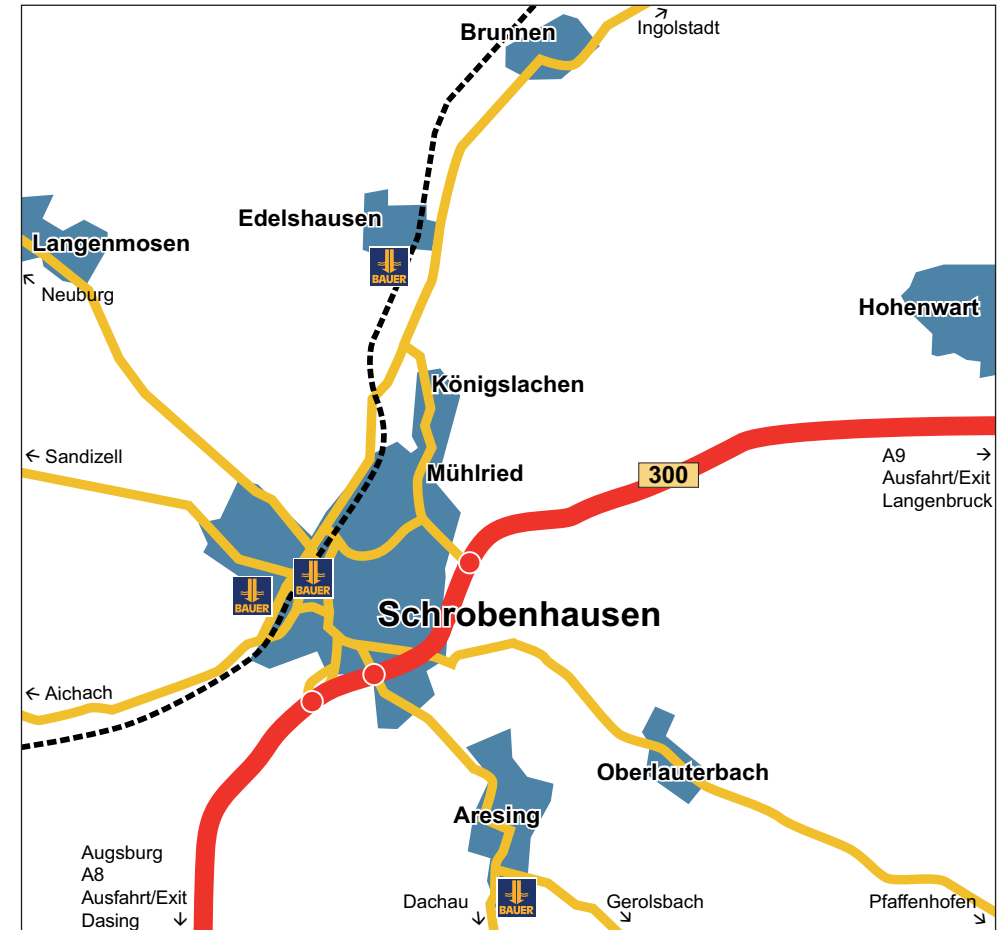 Brunnen
Ingolstadt
Edelshausen
Langenmosen
BAUER
Neuburg
Hohenwart
Königslachen
Sandizell
Mühlried
300
A9
Ausfahrt/Exit
Langenbruck
BAUER
BAUER
Schrobenhausen
Aichach
Oberlauterbach
Aresing
Augsburg
A8
Ausfahrt/Exit
Dasing
Dachau
BAUER
Gerolsbach
Pfaffenhofen